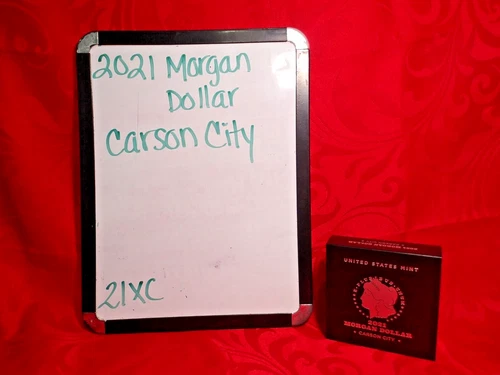 2021 Morgan
Dollar
Carson City
21XC
UNITED STATES MINT
2021
MORGAN DOLLAR
CARSON CITY